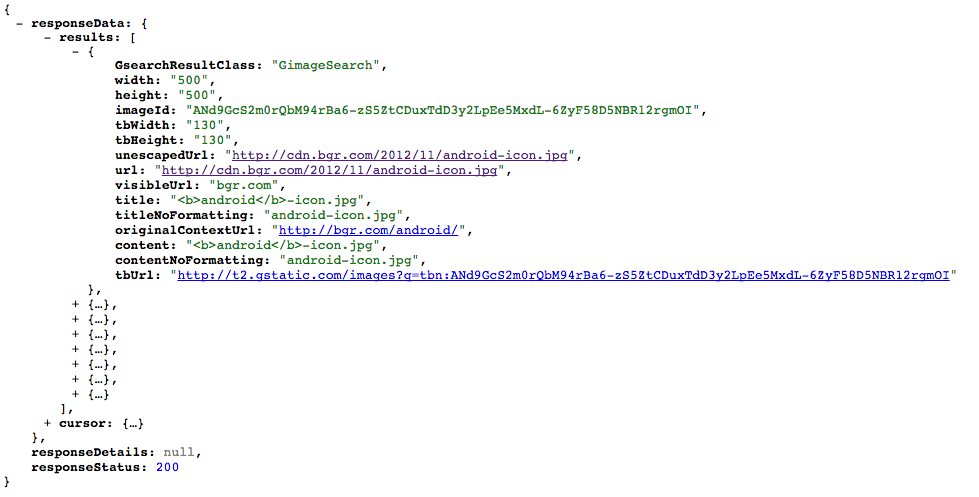 {
- responseData: {
- results: [
- {
GsearchResultClass: "GimageSearch",
width: "500",
height: "500",
imageId: "ANd9GcS2m0rQbM94rBa6-zS5ZtCDuxTdD3y2LpEe5MxdL-6ZyF58D5NBR12rgmOI",
tbWidth: "130",
tbHeight: "130",
unescapedUrl: "http://cdn.bgr.com/2012/11/android-icon.jpg",
url: "http://cdn.bgr.com/2012/11/android-icon.jpg",
visibleUrl: "bgr.com",
title: "<b>android</b>-icon.jpg",
titleNoFormatting: "android-icon.jpg",
originalContextUrl: "http://bgr.com/android/",
content: "<b>android</b>-icon.jpg",
contentNoFormatting: "android-icon.jpg",
tbUrl: "http://t2.gstatic.com/images?q=tbn:ANd9GcS2m0rQbM94rBa6-zS5ZtCDuxTdD3y2LpEe5MxdL-6ZyF58D5NBR12rgmOI"
},
+ {…},
+ {…},
+ {…},
+ {…},
+ {…},
+ {…},
+ {…}
],
+ cursor: {…}
},
responseDetails: null,
responseStatus: 200
}